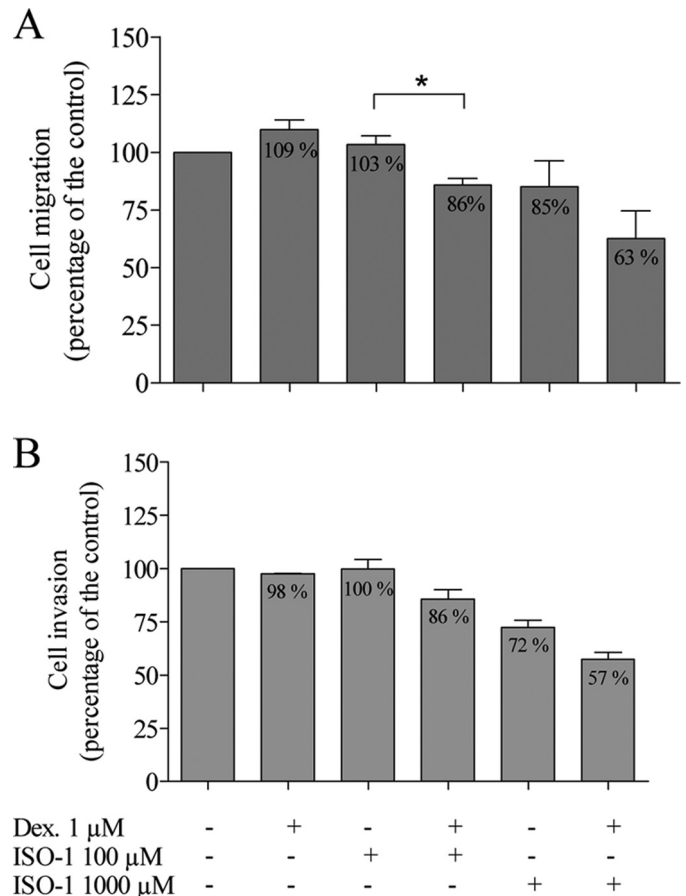 A
150
125
100
75
50
25
0
Cell migration
(percentage of the control)
*
109 %
103 %
86%
85%
63 %
B
150
100
75
50
25
0
Cell invasion
(percentage of the control)
98 %
100 %
86 %
72 %
57 %
Dex. 1 µM - + - + - +
ISO-1 100 µM - - + + - -
ISO-1 1000 µM - - - - + +